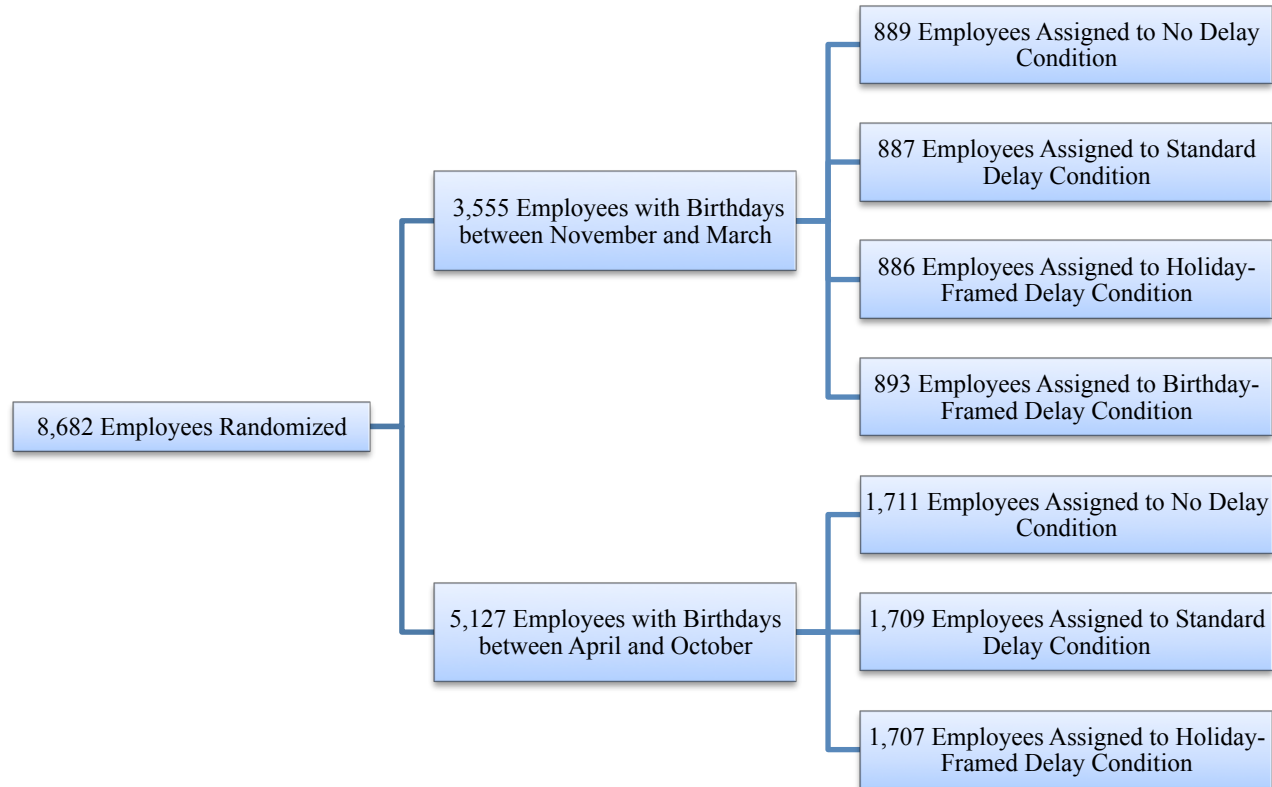 8,682 Employees Randomized
3,555 Employees with Birthdays
between November and March
889 Employees Assigned to No Delay
Condition
887 Employees Assigned to Standard
Delay Condition
886 Employees Assigned to Holiday-
Framed Delay Condition
893 Employees Assigned to Birthday-
Framed Delay Condition
5,127 Employees with Birthdays
between April and October
1,711 Employees Assigned to No Delay
Condition
1,709 Employees Assigned to Standard
Delay Condition
1,707 Employees Assigned to Holiday-
Framed Delay Condition